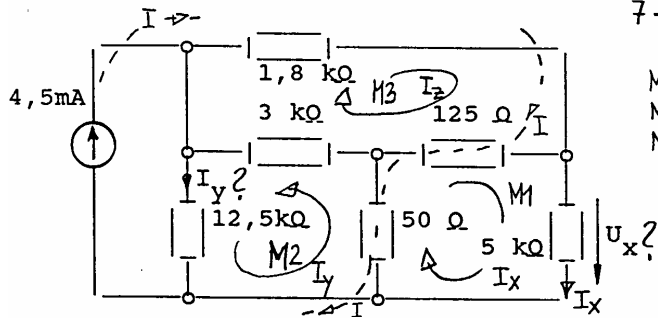 I
7-
1,8 kΩ
M
4,5mA
M3 Iz
M
3 kΩ
125 Ω
I
M
Iy?
M1
12,5kΩ
50 Ω
Ux?
M2
5 kΩ
Iy
Ix
Ix
I